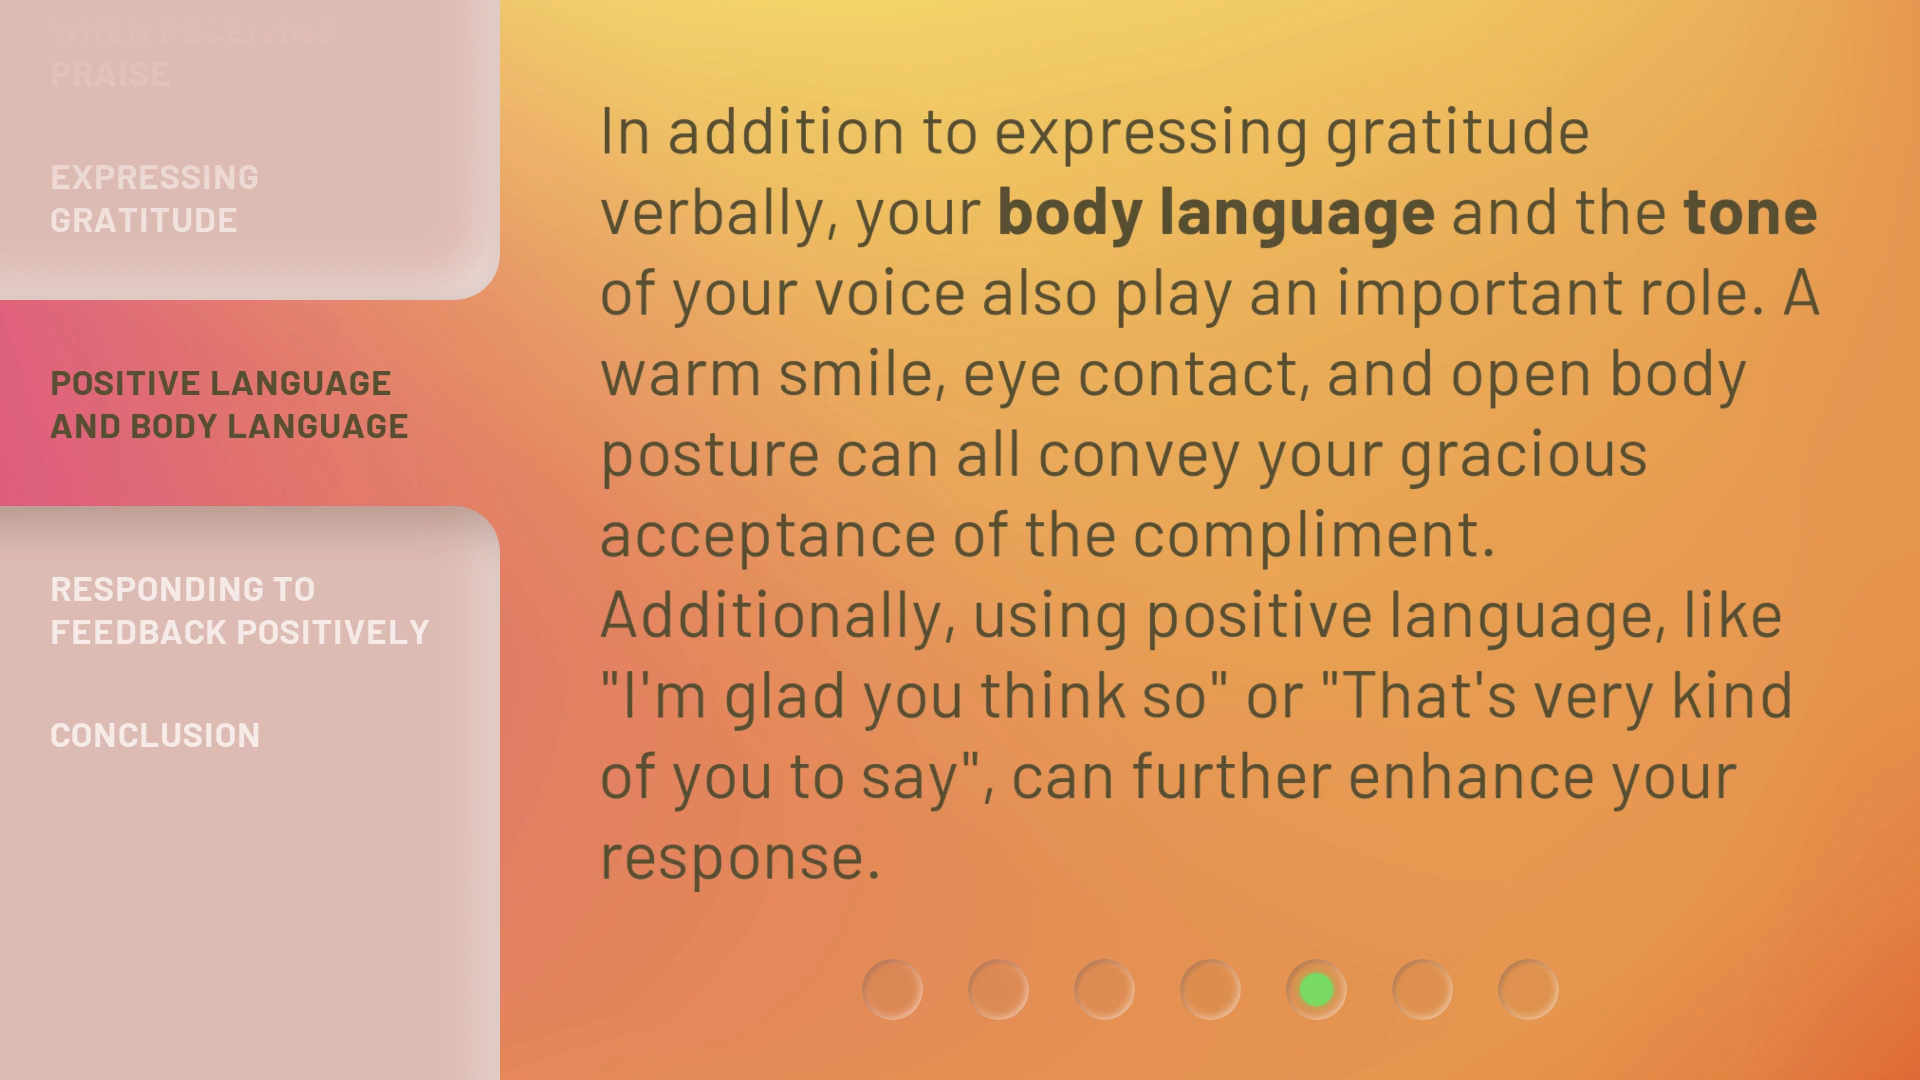 WHEN RECEIVING
PRAISE
EXPRESSING
GRATITUDE
POSITIVE LANGUAGE
AND BODY LANGUAGE
RESPONDING TO
FEEDBACK POSITIVELY
CONCLUSION
In addition to expressing gratitude
verbally, your body language and the tone
of your voice also play an important role. A
warm smile, eye contact, and open body
posture can all convey your gracious
acceptance of the compliment.
Additionally, using positive language, like
"I'm glad you think so" or "That's very kind
of you to say", can further enhance your
response.